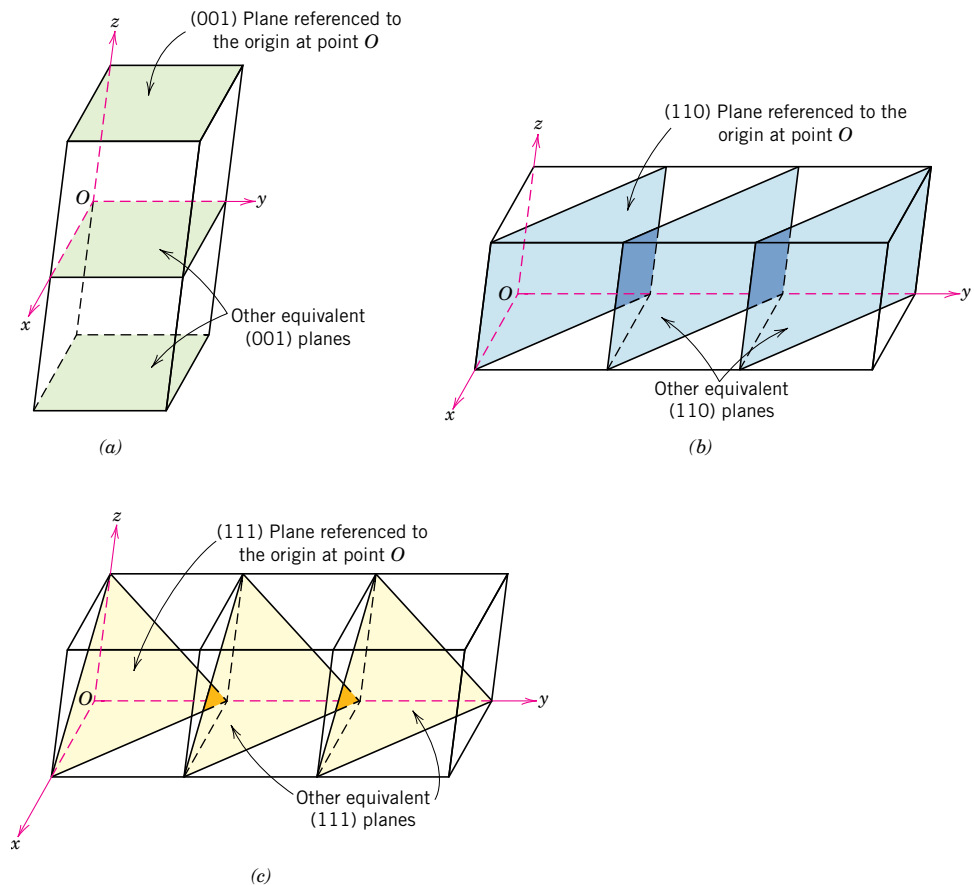 z
(001) Plane referenced to
the origin at point O
O
y
x
Other equivalent
(001) planes
(a)
(110) Plane referenced to the
origin at point O
z
O
y
x
Other equivalent
(110) planes
(b)
z
(111) Plane referenced to
the origin at point O
O
y
Other equivalent
(111) planes
x
(c)